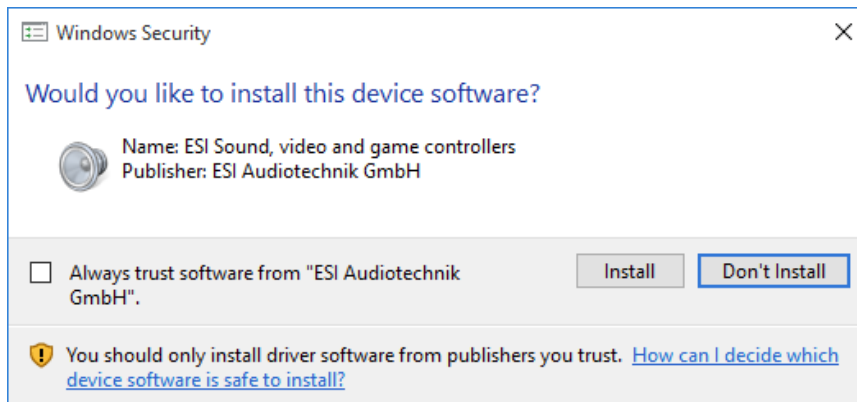 Windows Security
Would you like to install this device software?
Name: ESI Sound, video and game controllers
Publisher: ESI Audiotechnik GmbH
Always trust software from "ESI Audiotechnik
GmbH".
Install
Don't Install
You should only install driver software from publishers you trust. How can I decide which
device software is safe to install?